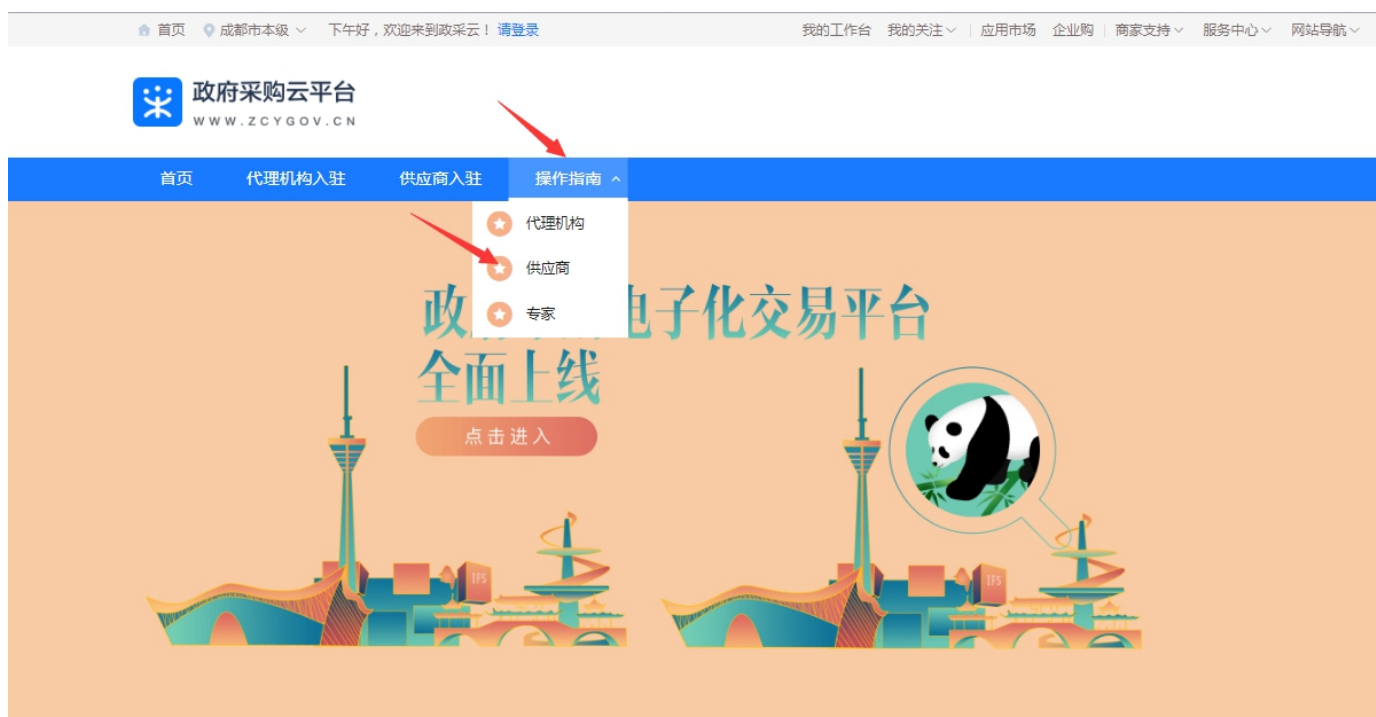 首页 成都市本级 下午好，欢迎来到政采云！请登录 我的工作台 我的关注 应用市场 企业购 商家支持 服务中心 网站导航
政府采购云平台
WWW.ZCYGOV.CN
首页 代理机构入驻 供应商入驻 操作指南
代理机构
供应商
专家
政 电子化交易平台
全面上线
点击进入
IFS IFS